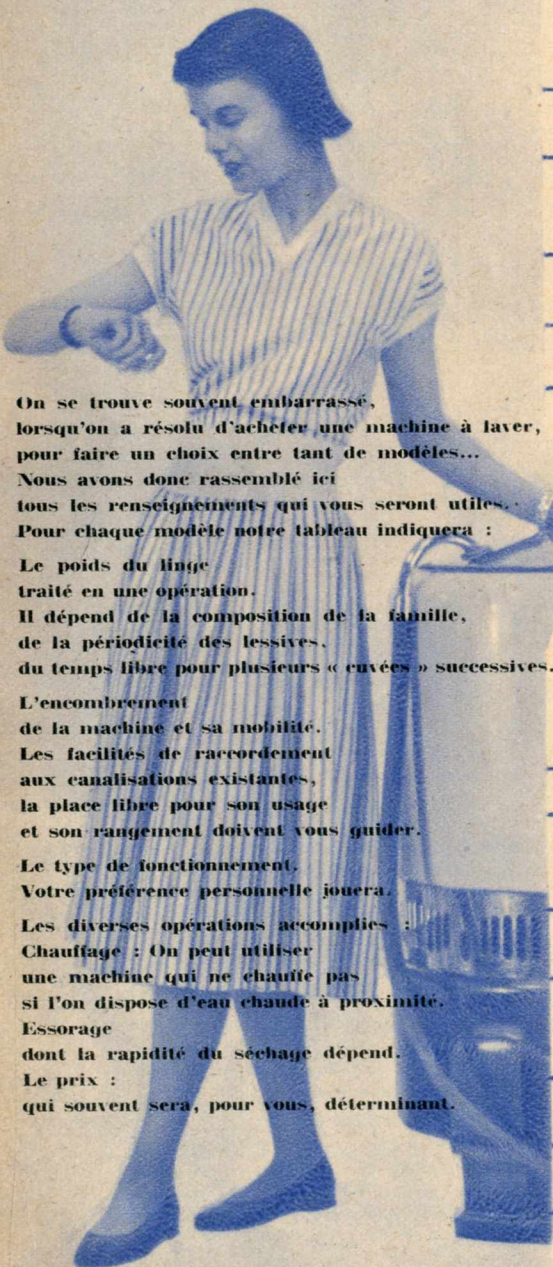 On se trouve souvent embarrassé,
lorsqu'on a résolu d'acheter une machine à laver,
pour faire un choix entre tant de modèles...
Nous avons donc rassemblé ici
tous les renseignements qui vous seront utiles.
Pour chaque modèle notre tableau indiquera :
Le poids du linge
traité en une opération.
Il dépend de la composition de la famille,
de la périodicité des lessives,
du temps libre pour plusieurs « cuvées » successives.
L'encombrement
de la machine et sa mobilité.
Les facilités de raccordement
aux canalisations existantes,
la place libre pour son usage
et son rangement doivent vous guider.
Le type de fonctionnement.
Votre préférence personnelle jouera.
Les diverses opérations accomplies :
Chauffage : On peut utiliser
une machine qui ne chauffe pas
si l'on dispose d'eau chaude à proximité.
Essorage
dont la rapidité du séchage dépend.
Le prix :
qui souvent sera, pour vous, déterminant.